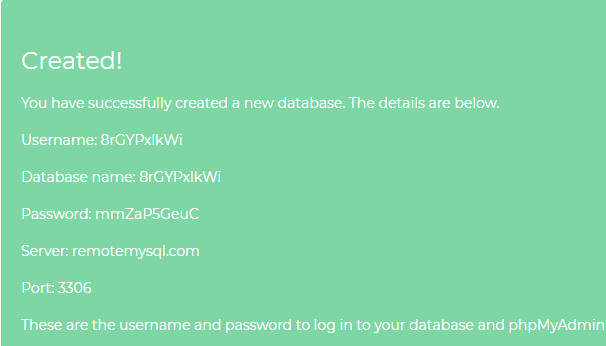 Created!
You have successfully created a new database. The details are below.
Username: 8rGYPxlkWi
Database name: 8rGYPxlkWi
Password: mmZaP5GeuC
Server: remotemysql.com
Port: 3306
These are the username and password to log in to your database and phpMyAdmin